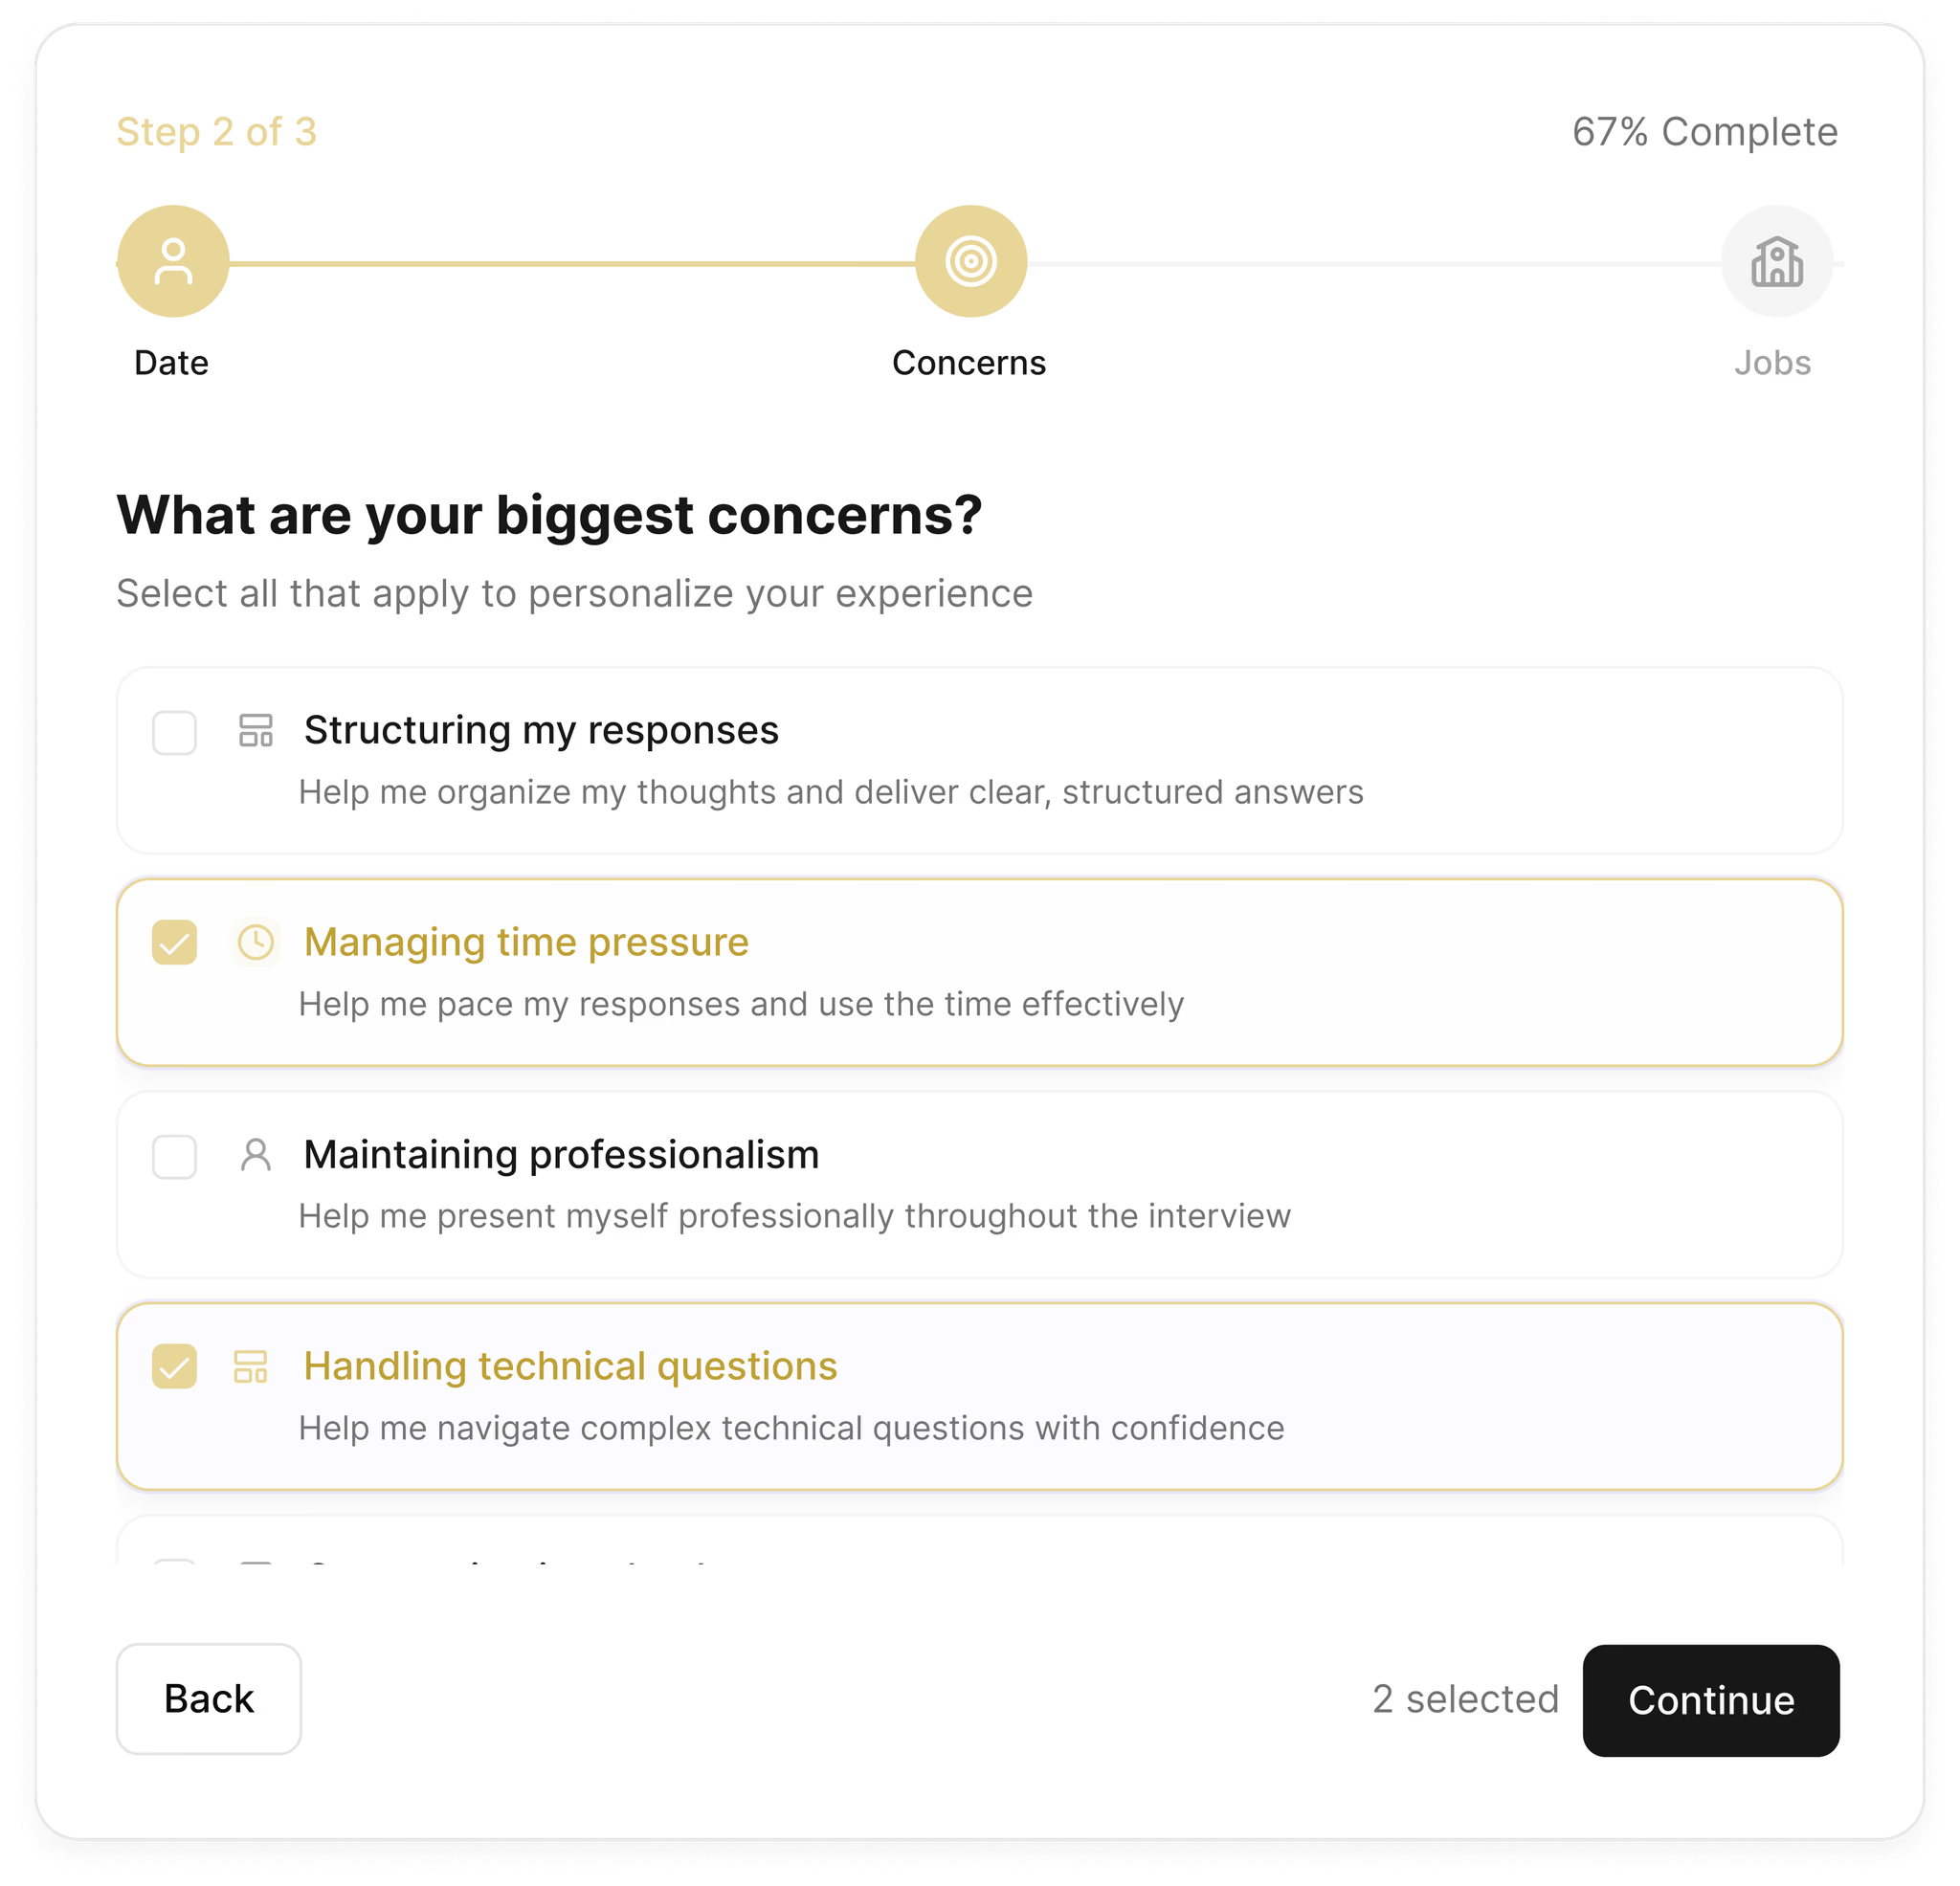 Step 2 of 3
67% Complete
Date
Concerns
Jobs
What are your biggest concerns?
Select all that apply to personalize your experience
Structuring my responses
Help me organize my thoughts and deliver clear, structured answers
Managing time pressure
Help me pace my responses and use the time effectively
Maintaining professionalism
Help me present myself professionally throughout the interview
Handling technical questions
Help me navigate complex technical questions with confidence
Back
2 selected
Continue